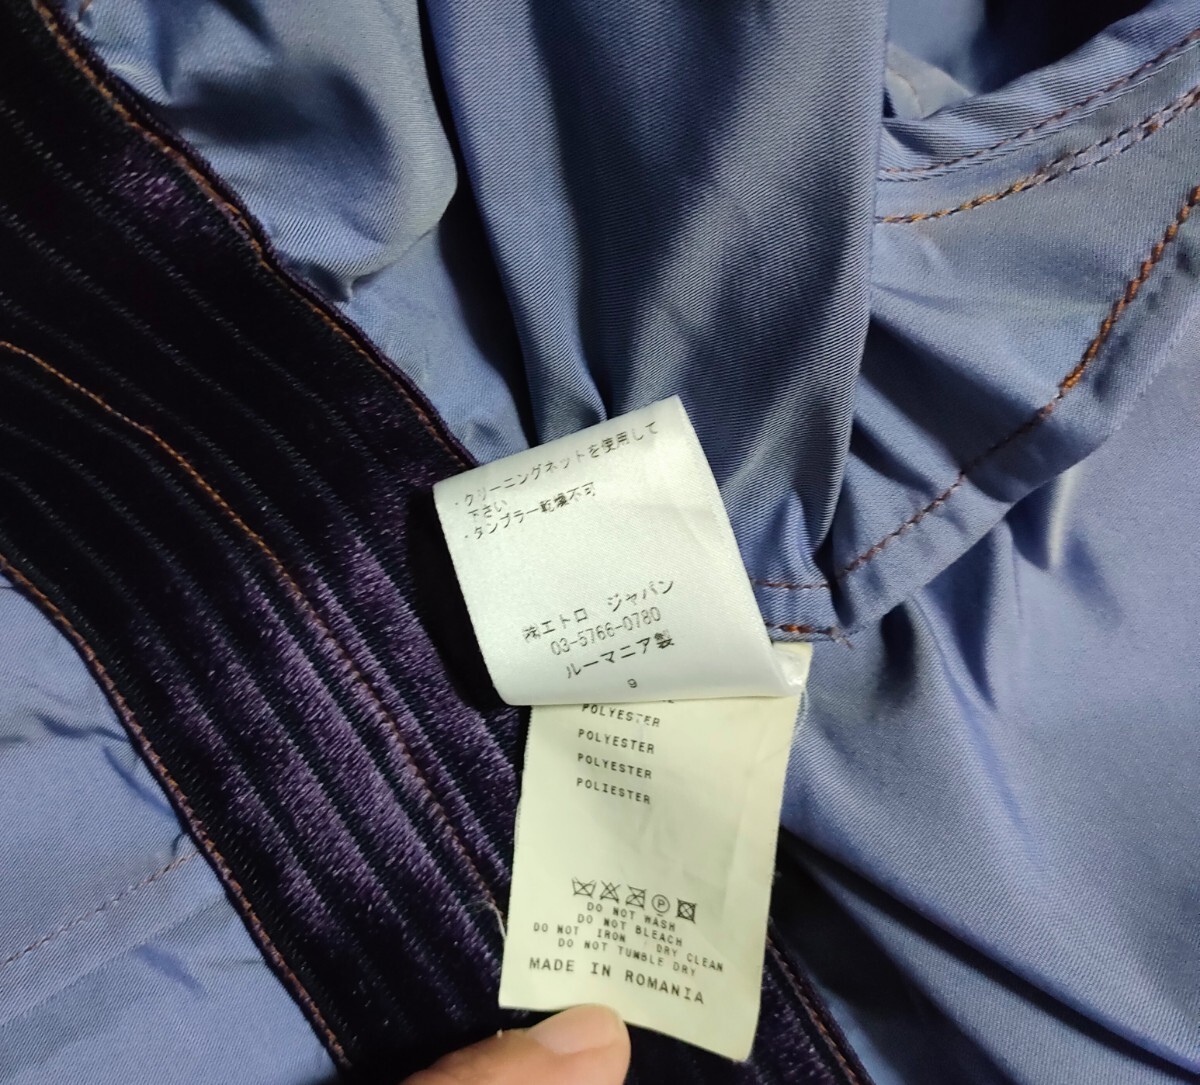 ・クリーニングネットを使用して
下さい
・タンブラー乾燥不可
㈱エトロ ジャパン
03-5766-0780
ルーマニア製
9
POLYESTER
POLYESTER
POLYESTER
POLIESTER
DO NOT WASH
DO NOT BLEACH
DO NOT IRON DRY CLEAN
DO NOT TUMBLE DRY
MADE IN ROMANIA